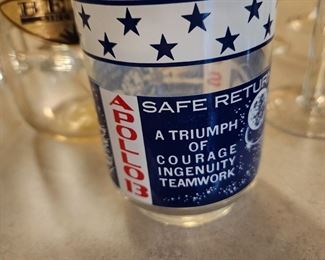 SAFE RETUR
APOLLO 13
A TRIUMPH
OF
COURAGE
INGENUITY
TEAMWORK